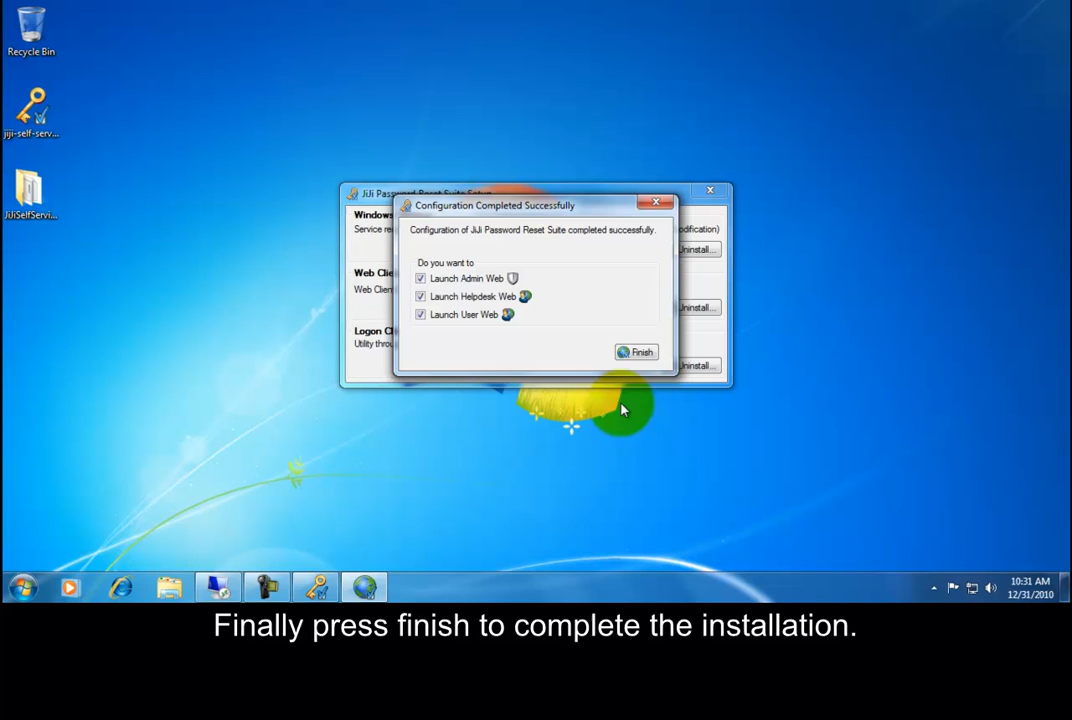 Recycle Bin
jiji-self-serv...
JiJiSelfServi...
JiJi Password Reset Suite Setup
Windows
Service re
odification)
Uninstall...
Web Clie
Web Clien
Uninstall...
Logon Cl
Utility throu
Uninstall...
Configuration Completed Successfully
Configuration of JiJi Password Reset Suite completed successfully.
Do you want to
Launch Admin Web
Launch Helpdesk Web
Launch User Web
Finish
10:31 AM
12/31/2010
Finally press finish to complete the installation.